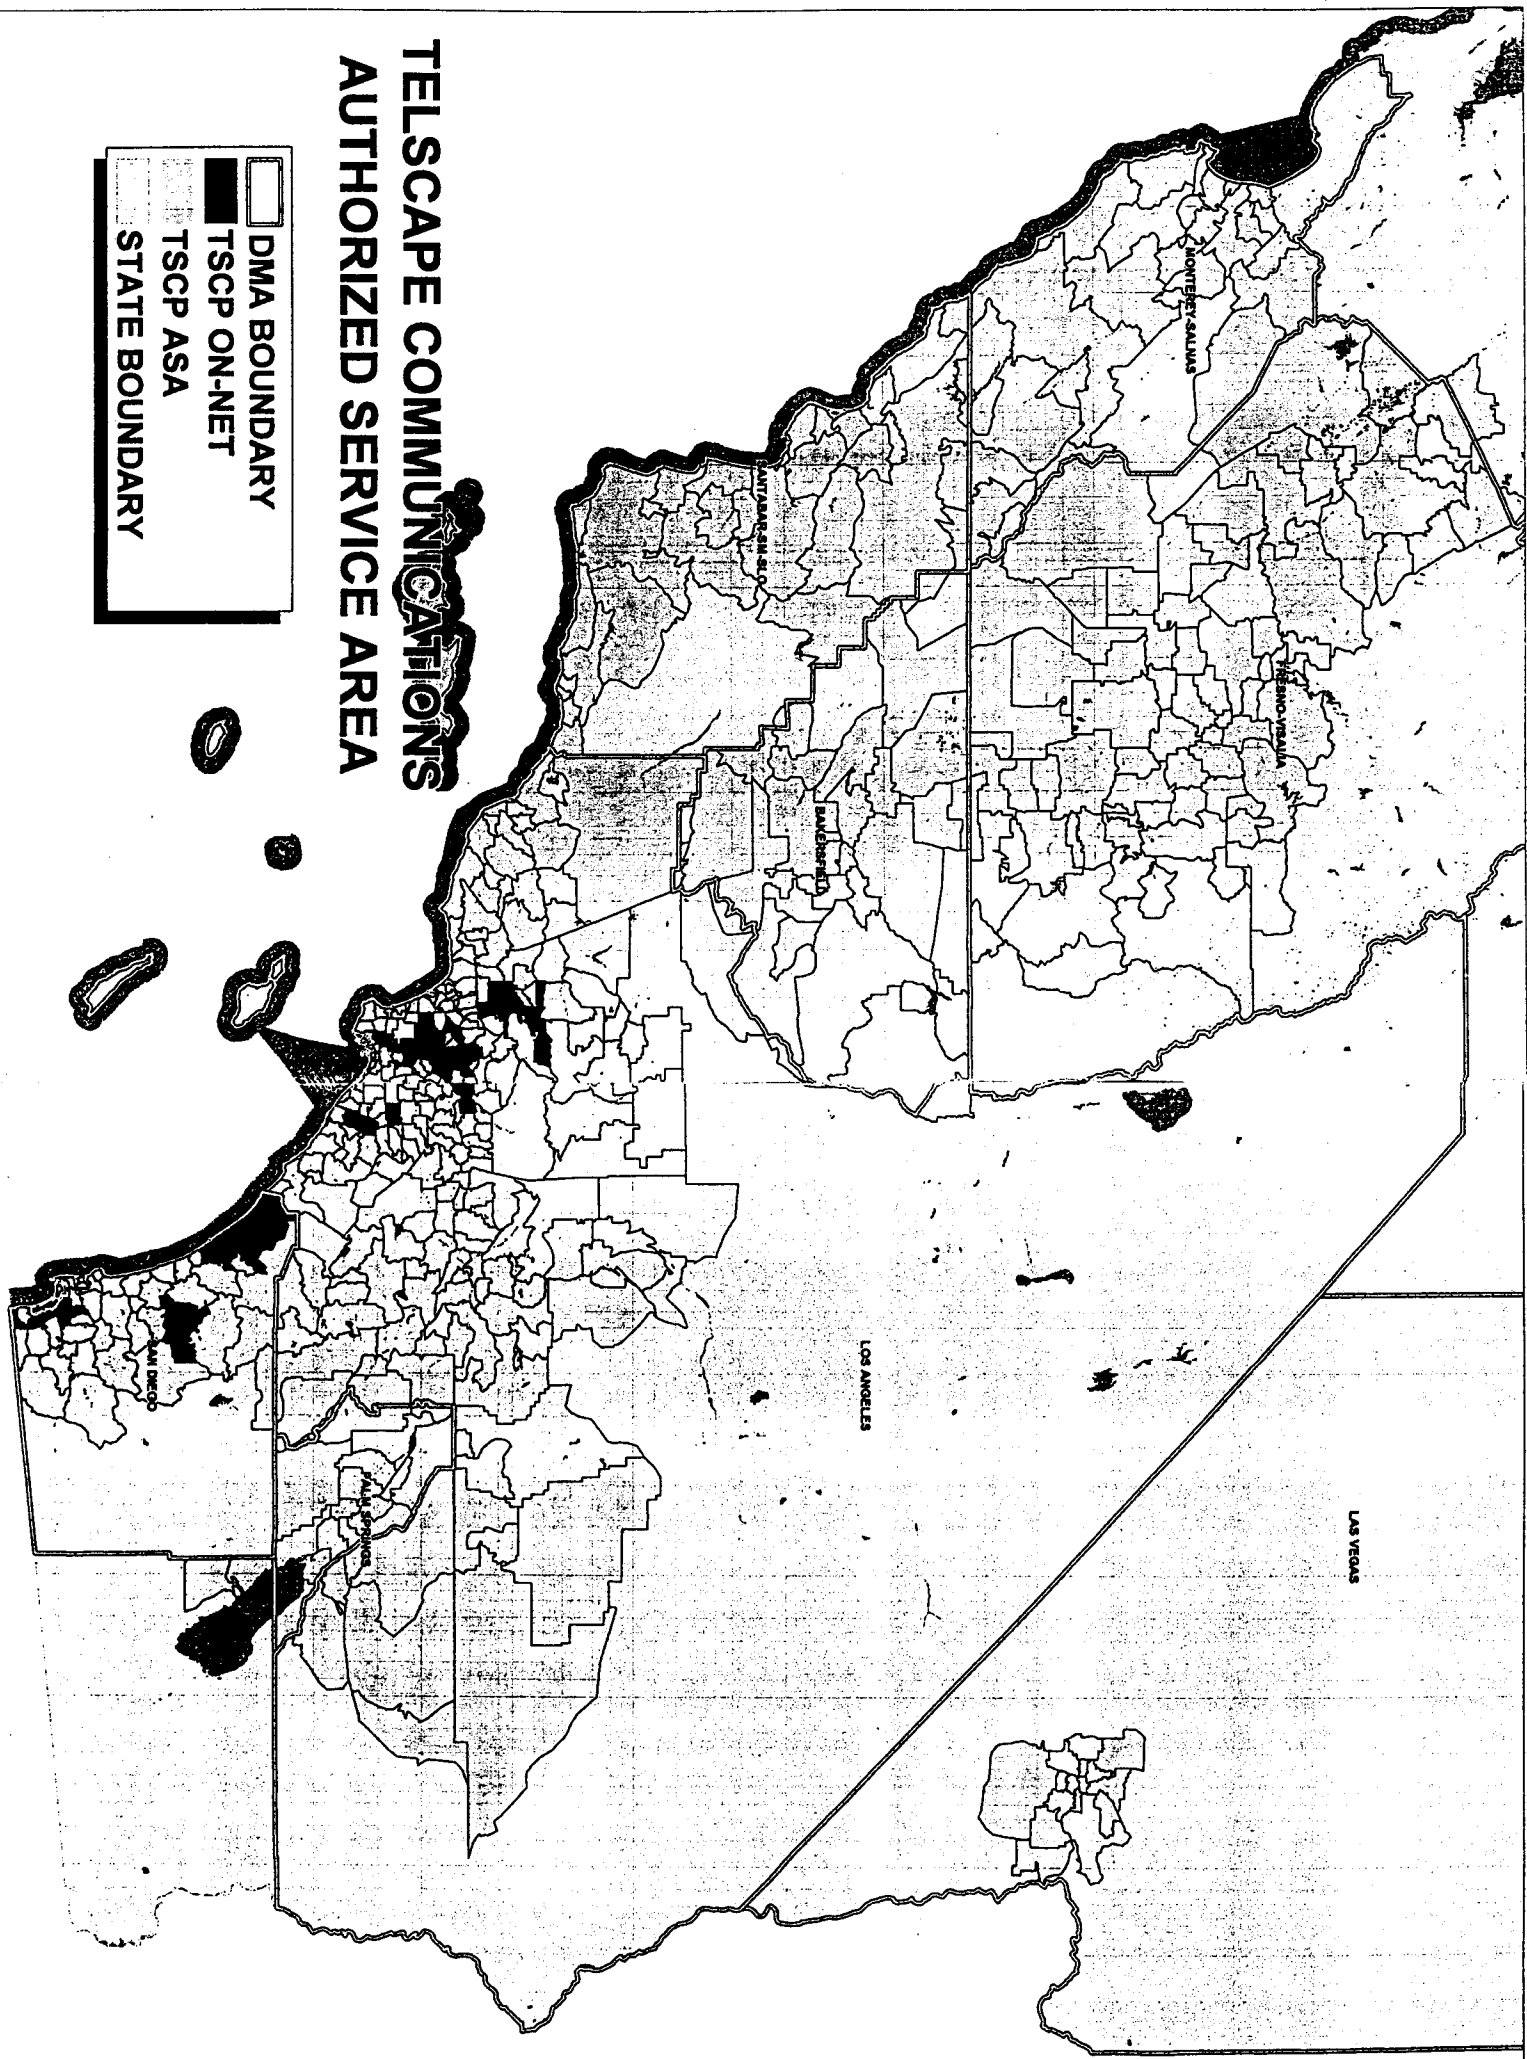 TELSCAPE COMMUNICATIONS
AUTHORIZED SERVICE AREA
DMA BOUNDARY
TSCP ON-NET
TSCP ASA
STATE BOUNDARY
MONTEREY-SALINAS
FRESNO-VISALIA
SANTABAR-SM-SLO
BAKERSFIELD
LOS ANGELES
LAS VEGAS
PALM SPRINGS
SAN DIEGO